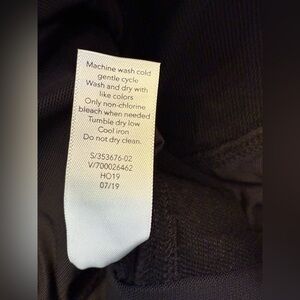 Machine wash cold
gentle cycle
Wash and dry with
like colors
Only non-chlorine
bleach when needed
Tumble dry low
Cool iron
Do not dry clean.
S/353676-02
V/700026462
HO19
07/19